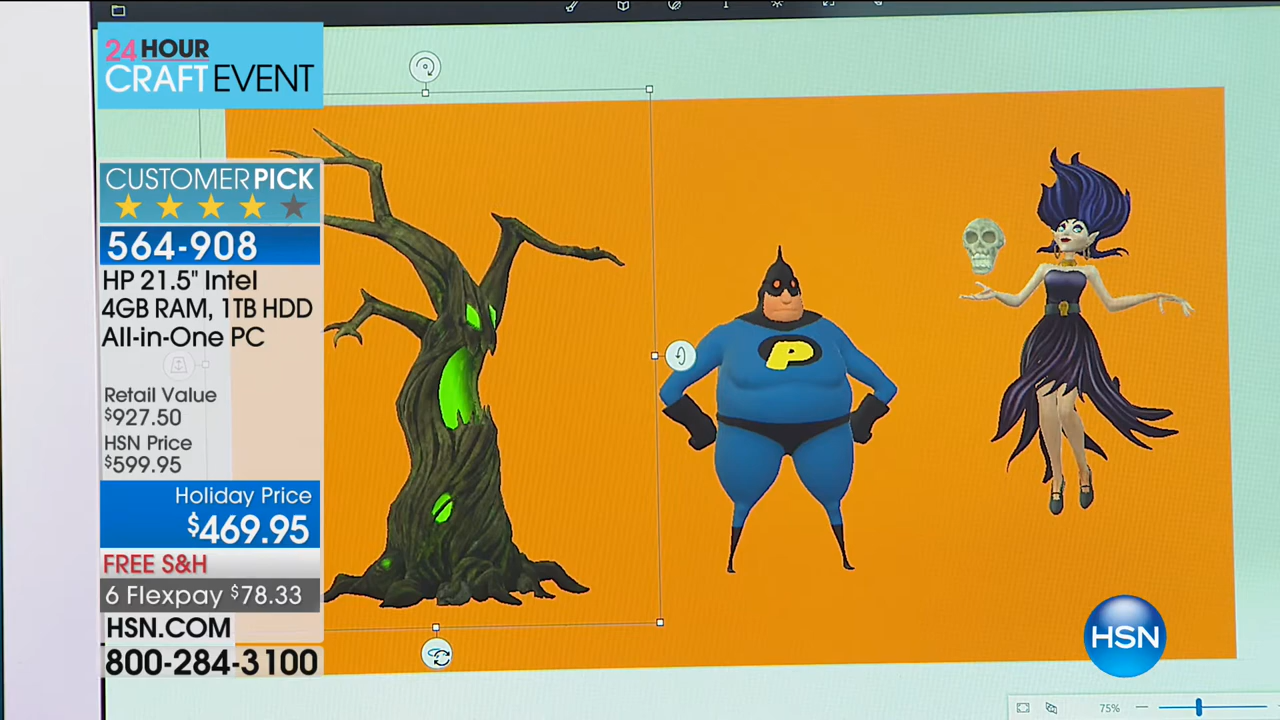 24 HOUR
CRAFT EVENT
CUSTOMER PICK
564-908
HP 21.5" Intel
4GB RAM, 1TB HDD
All-in-One PC
Retail Value
$927.50
HSN Price
$599.95
Holiday Price
$469.95
FREE S&H
6 Flexpay $78.33
HSN.COM
800-284-3100
P
HSN
75%